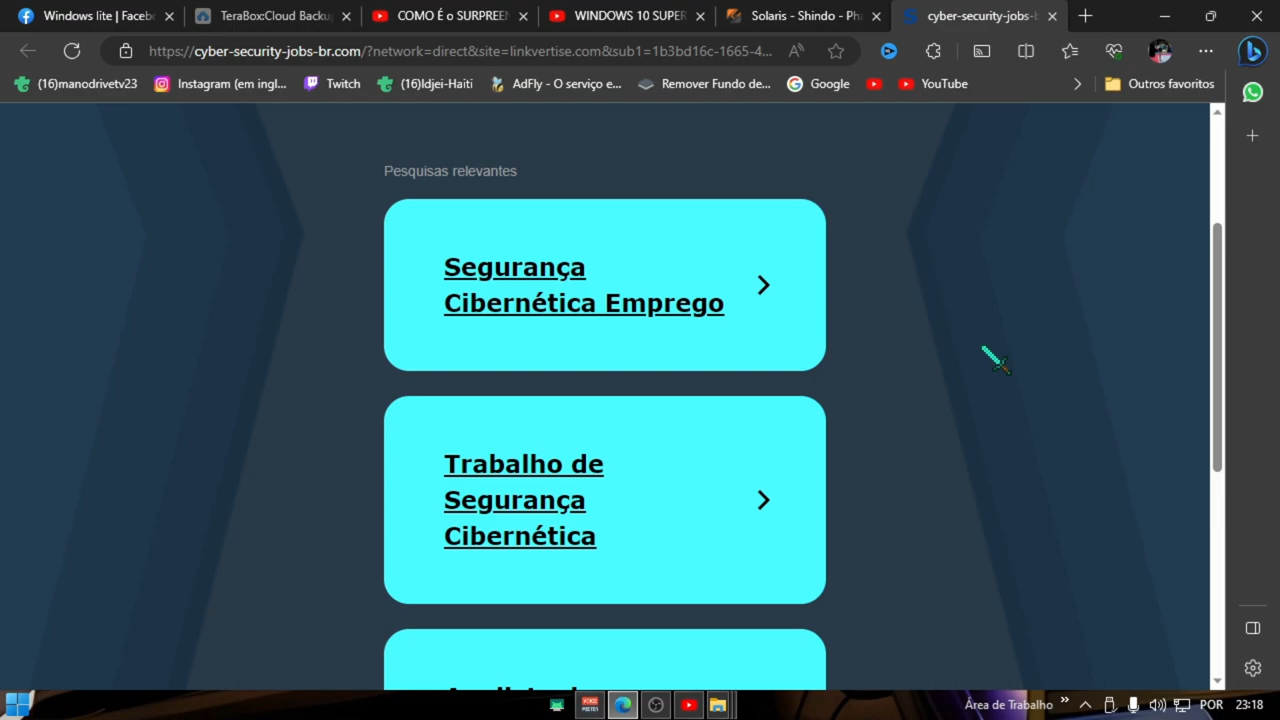 Windows lite | Faceb
TeraBox:Cloud Backu
COMO É o SURPREEN
WINDOWS 10 SUPER
Solaris - Shindo - Pha
cyber-security-jobs-b
https://cyber-security-jobs-br.com/?network=direct&site=linkvertise.com&sub1=1b3bd16c-1665-4...
(16)manodrivetv23
Instagram (em ingl...
Twitch
(16)ldjei-Haiti
AdFly - O serviço e...
Remover Fundo de...
Google
YouTube
Outros favoritos
Pesquisas relevantes
Segurança
Cibernética Emprego
Trabalho de
Segurança
Cibernética
Área de Trabalho
POR
23:18